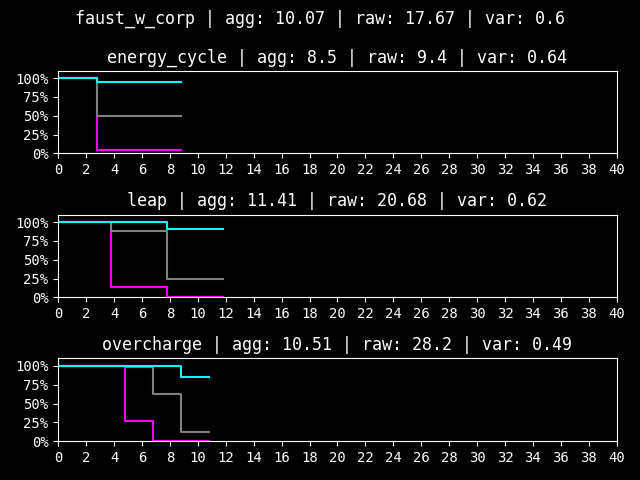 faust_w_corp | agg: 10.07 | raw: 17.67 | var: 0.6
energy_cycle | agg: 8.5 | raw: 9.4 | var: 0.64
100%
75%
50%
25%
0%
0 2 4 6 8 10 12 14 16 18 20 22 24 26 28 30 32 34 36 38 40
leap | agg: 11.41 | raw: 20.68 | var: 0.62
100%
75%
50%
25%
0%
0 2 4 6 8 10 12 14 16 18 20 22 24 26 28 30 32 34 36 38 40
overcharge | agg: 10.51 | raw: 28.2 | var: 0.49
100%
75%
50%
25%
0%
0 2 4 6 8 10 12 14 16 18 20 22 24 26 28 30 32 34 36 38 40